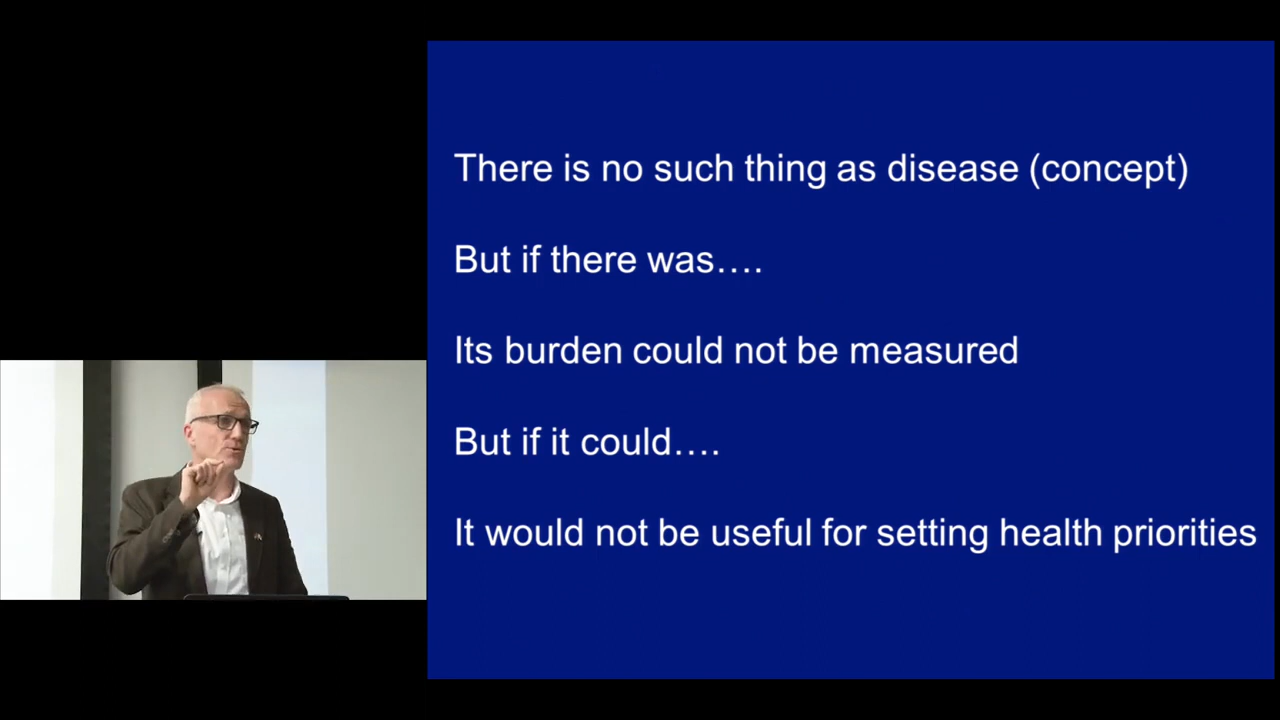 There is no such thing as disease (concept)
But if there was….
Its burden could not be measured
But if it could….
It would not be useful for setting health priorities